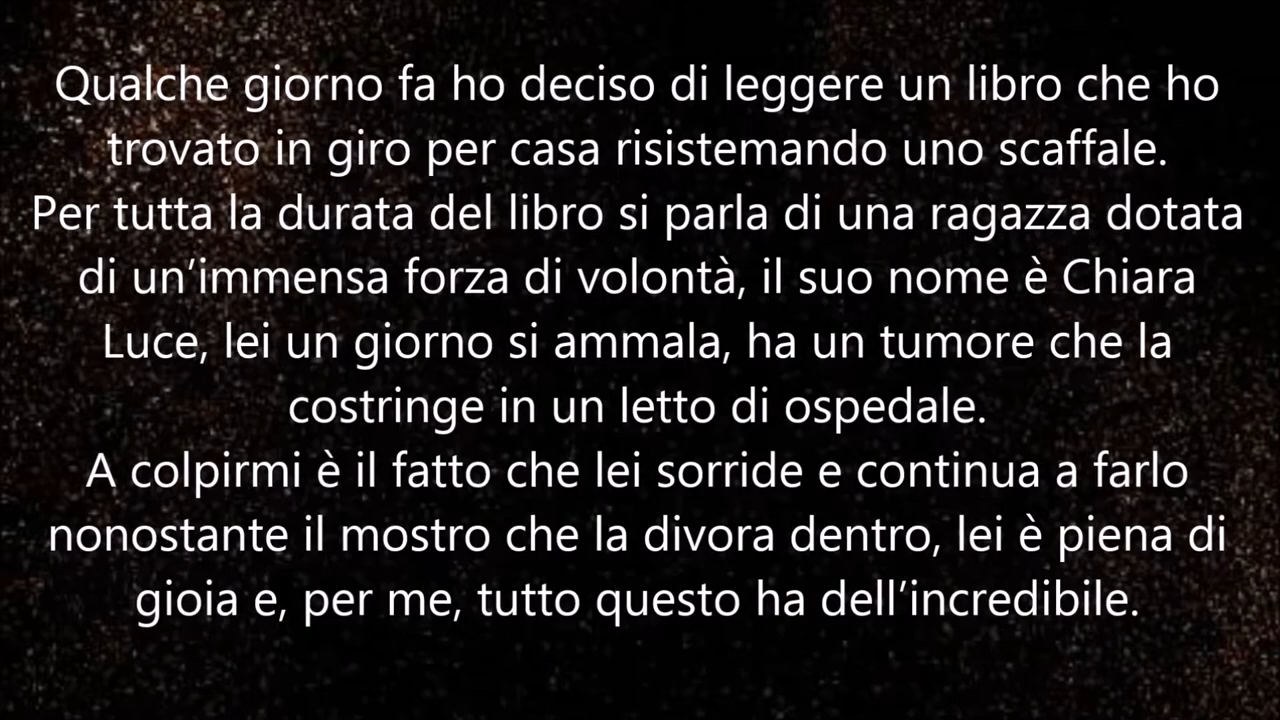 Qualche giorno fa ho deciso di leggere un libro che ho
trovato in giro per casa risistemando uno scaffale.
Per tutta la durata del libro si parla di una ragazza dotata
di un’immensa forza di volontà, il suo nome è Chiara
Luce, lei un giorno si ammala, ha un tumore che la
costringe in un letto di ospedale.
A colpirmi è il fatto che lei sorride e continua a farlo
nonostante il mostro che la divora dentro, lei è piena di
gioia e, per me, tutto questo ha dell’incredibile.